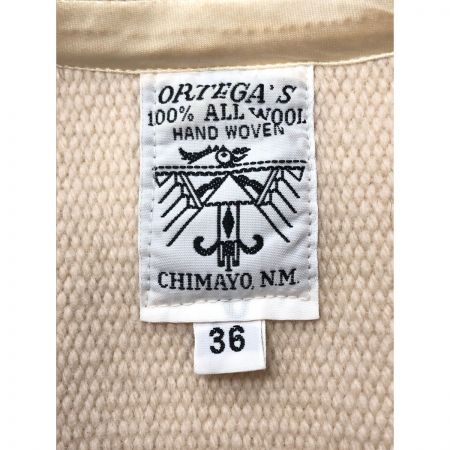 ORTEGA'S
100% ALL WOOL
HAND WOVEN
CHIMAYO, N.M.
36